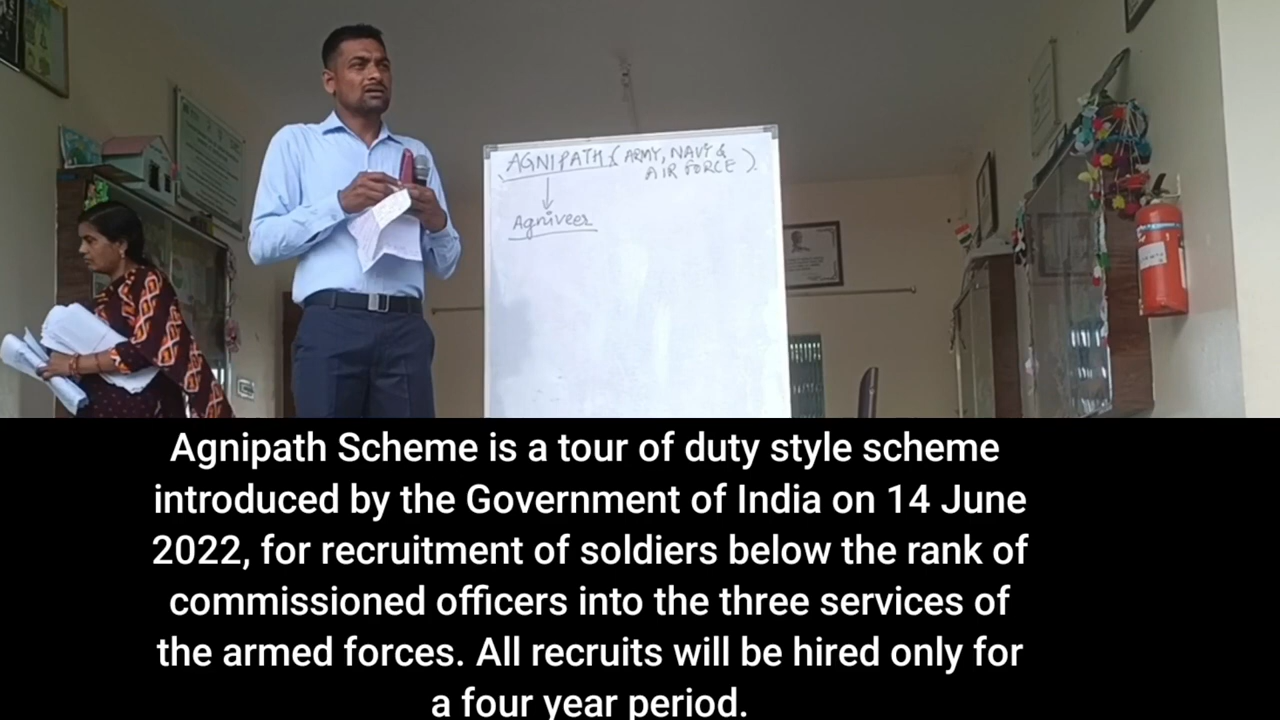 AGNIPATH (ARMY, NAVY &
AIR FORCE).
Agniveer
Agnipath Scheme is a tour of duty style scheme
introduced by the Government of India on 14 June
2022, for recruitment of soldiers below the rank of
commissioned officers into the three services of
the armed forces. All recruits will be hired only for
a four year period.